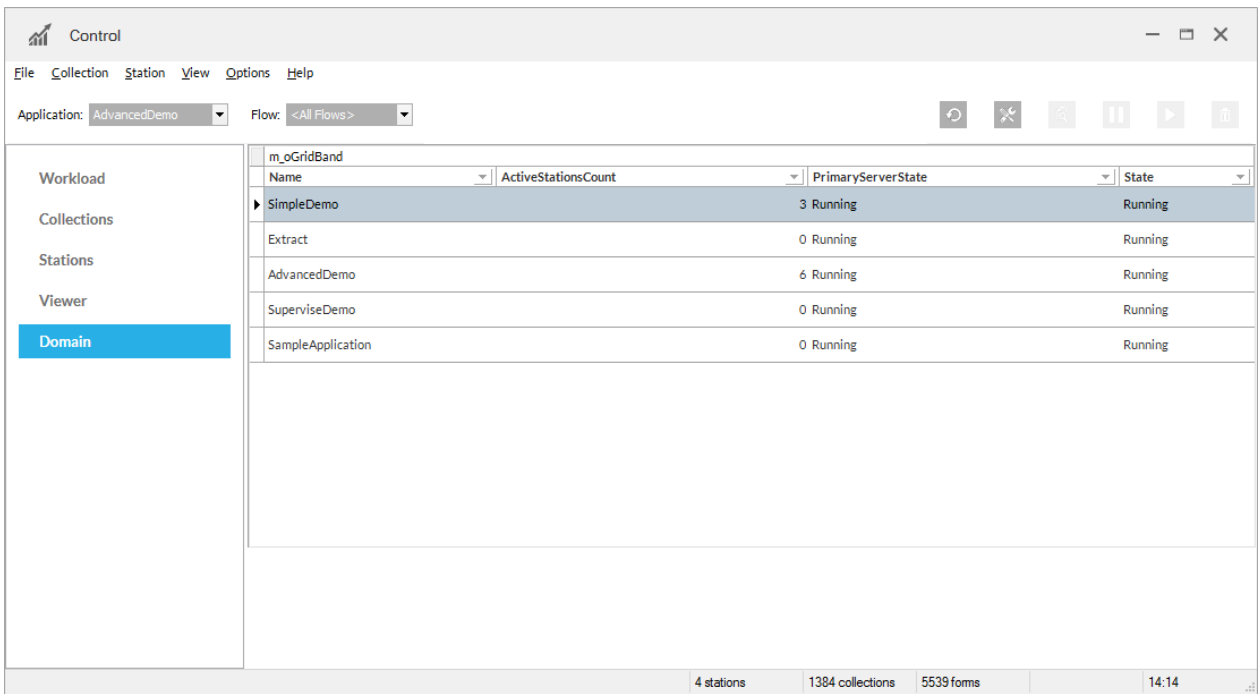 Control
File Collection Station View Options Help
Application: AdvancedDemo Flow: <All Flows>
Workload
Collections
Stations
Viewer
Domain
m_oGridBand
Name ActiveStationsCount PrimaryServerState State
SimpleDemo 3 Running Running
Extract 0 Running Running
AdvancedDemo 6 Running Running
SuperviseDemo 0 Running Running
SampleApplication 0 Running Running
4 stations 1384 collections 5539 forms 14:14